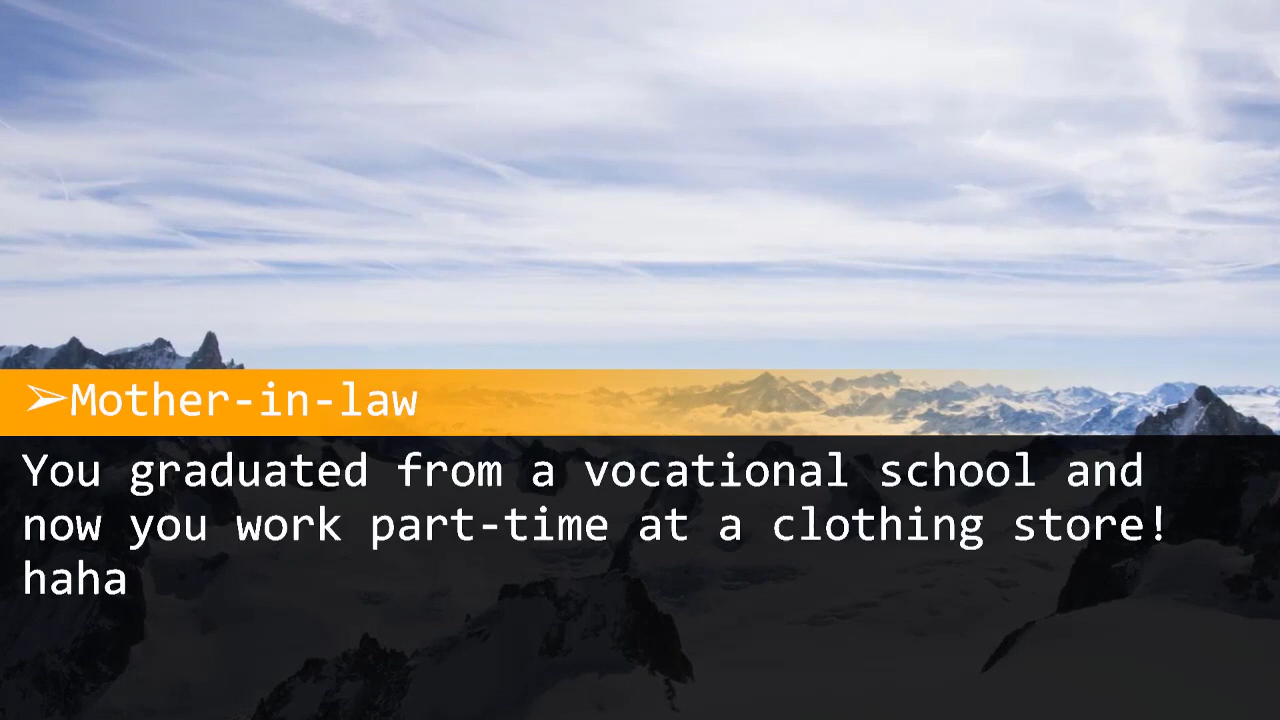 ➢Mother-in-law
You graduated from a vocational school and
now you work part-time at a clothing store!
haha